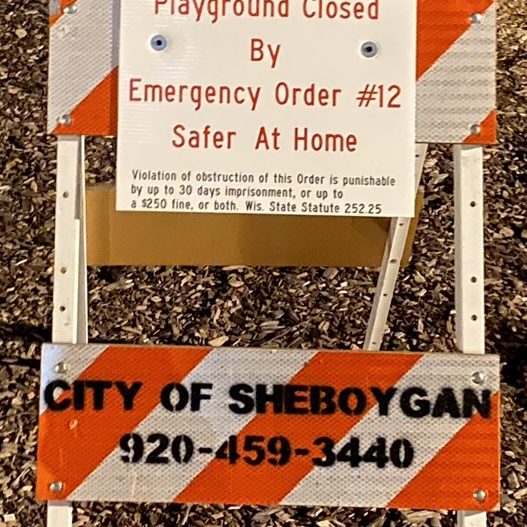 Playground Closed
By
Emergency Order #12
Safer At Home
Violation of obstruction of this Order is punishable
by up to 30 days imprisonment, or up to
a $250 fine, or both. Wis. State Statute 252.25
CITY OF SHEBOYGAN
920-459-3440